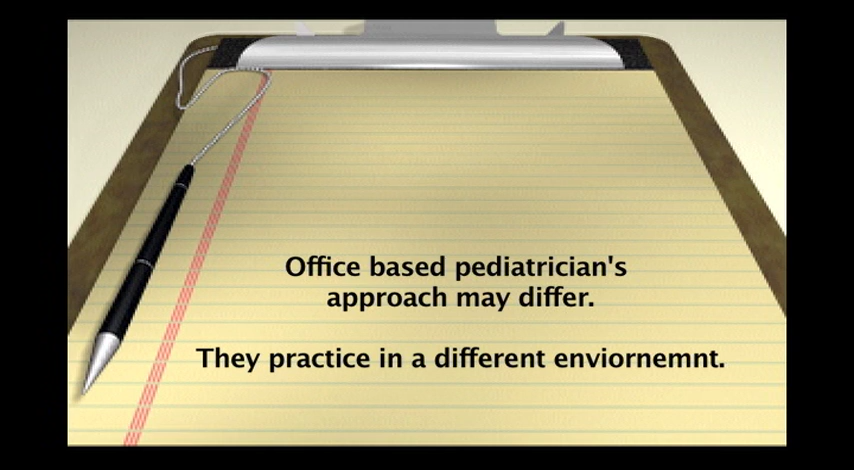 Office based pediatrician's
approach may differ.
They practice in a different enviornemnt.